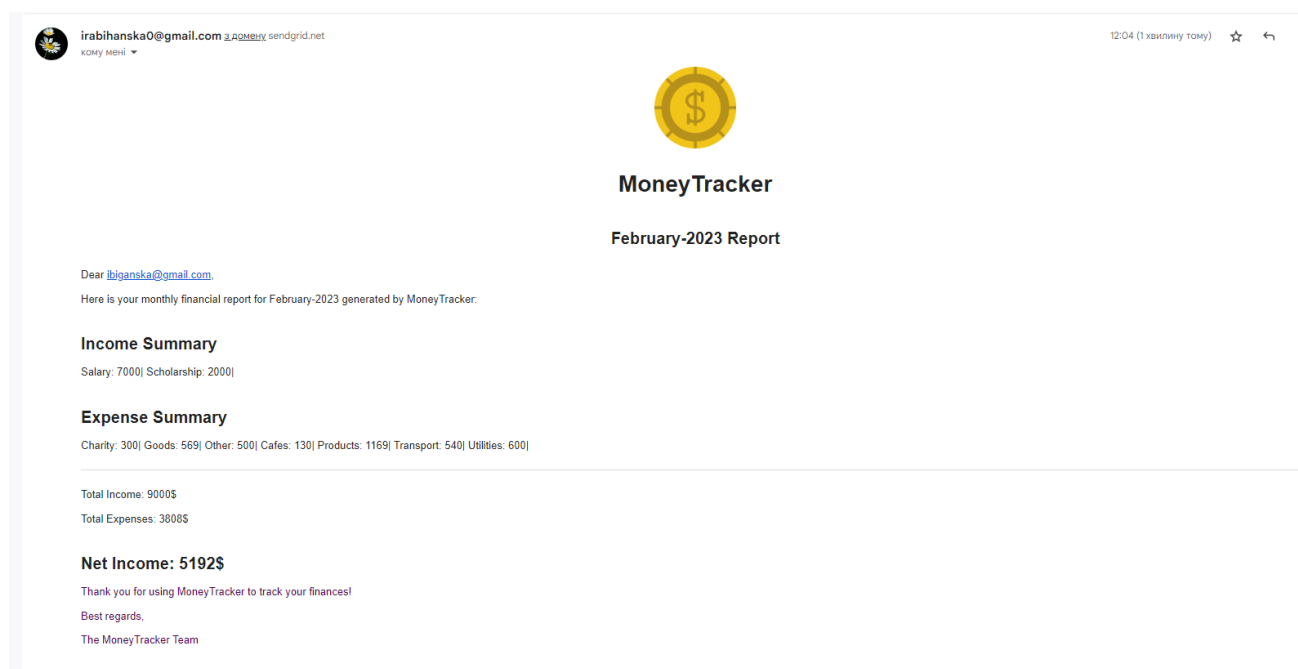 irabihanska0@gmail.com з домену sendgrid.net
12:04 (1 хвилину тому)
кому мені
$
MoneyTracker
February-2023 Report
Dear ibiganska@gmail.com,
Here is your monthly financial report for February-2023 generated by MoneyTracker:
Income Summary
Salary: 7000| Scholarship: 2000|
Expense Summary
Charity: 300| Goods: 569| Other: 500| Cafes: 130| Products: 1169| Transport: 540| Utilities: 600|
Total Income: 9000$
Total Expenses: 3808$
Net Income: 5192$
Thank you for using MoneyTracker to track your finances!
Best regards,
The MoneyTracker Team